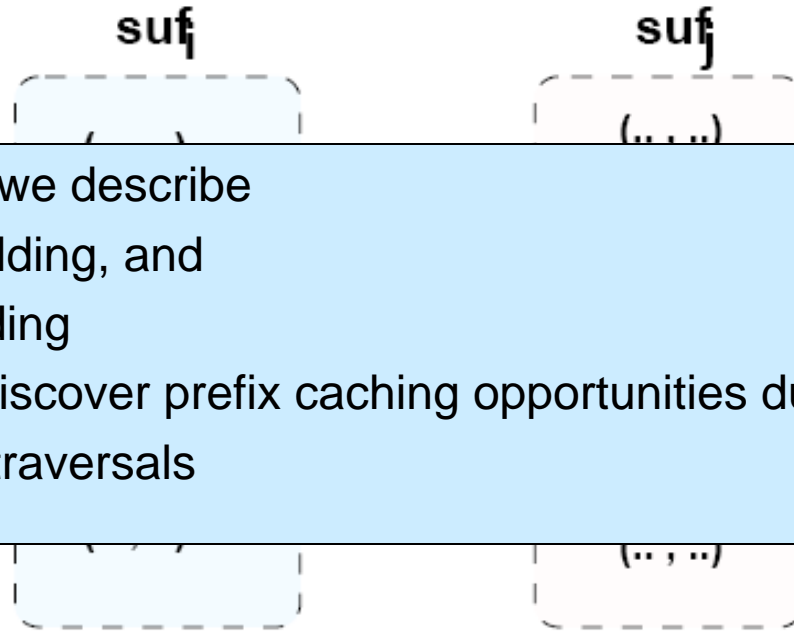 suf i suf j
(.. , ..)
we describe
lding, and
ling
iscover prefix caching opportunities du
raversals
(.. , ..)